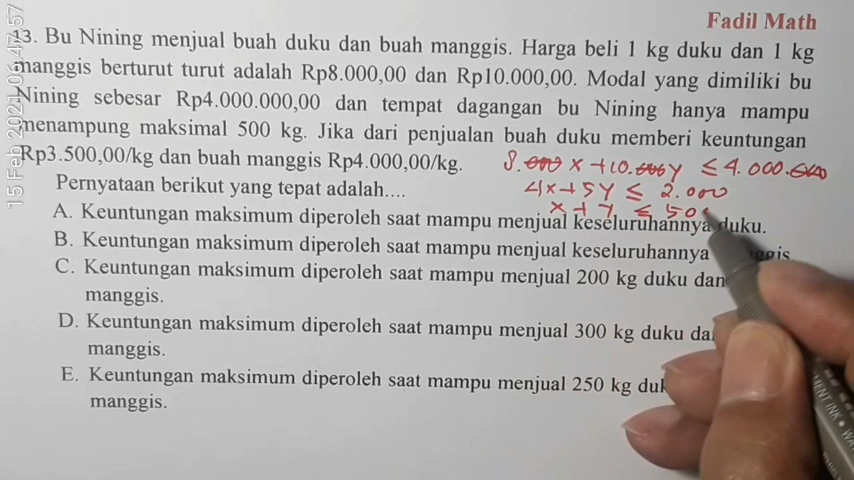 Fadil Math
13. Bu Nining menjual buah duku dan buah manggis. Harga beli 1 kg duku dan 1 kg
manggis berturut turut adalah Rp8.000,00 dan Rp10.000,00. Modal yang dimiliki bu
Nining sebesar Rp4.000.000,00 dan tempat dagangan bu Nining hanya mampu
menampung maksimal 500 kg. Jika dari penjualan buah duku memberi keuntungan
Rp3.500,00/kg dan buah manggis Rp4.000,00/kg.
8.000 x + 10.000y ≤ 4.000.000
4x + 5y ≤ 2.000
x + y ≤ 500
Pernyataan berikut yang tepat adalah....
A. Keuntungan maksimum diperoleh saat mampu menjual keseluruhannya duku.
B. Keuntungan maksimum diperoleh saat mampu menjual keseluruhannya
C. Keuntungan maksimum diperoleh saat mampu menjual 200 kg duku dan
manggis.
D. Keuntungan maksimum diperoleh saat mampu menjual 300 kg duku
manggis.
E. Keuntungan maksimum diperoleh saat mampu menjual 250 kg
manggis.
15 Feb 2021 06:47:57